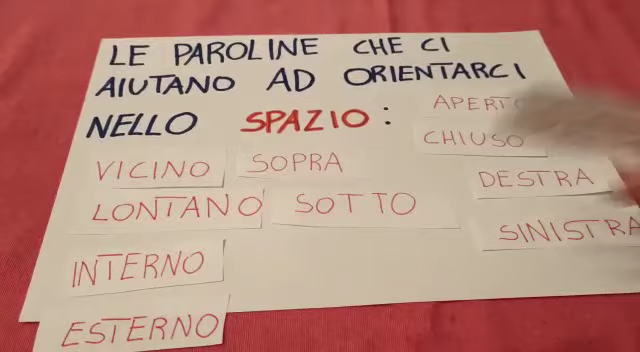 LE PAROLINE CHE CI
AIUTANO AD ORIENTARCI
NELLO SPAZIO:
APERTO
CHIUSO
VICINO
SOPRA
LONTANO
SOTTO
DESTRA
SINISTRA
INTERNO
ESTERNO